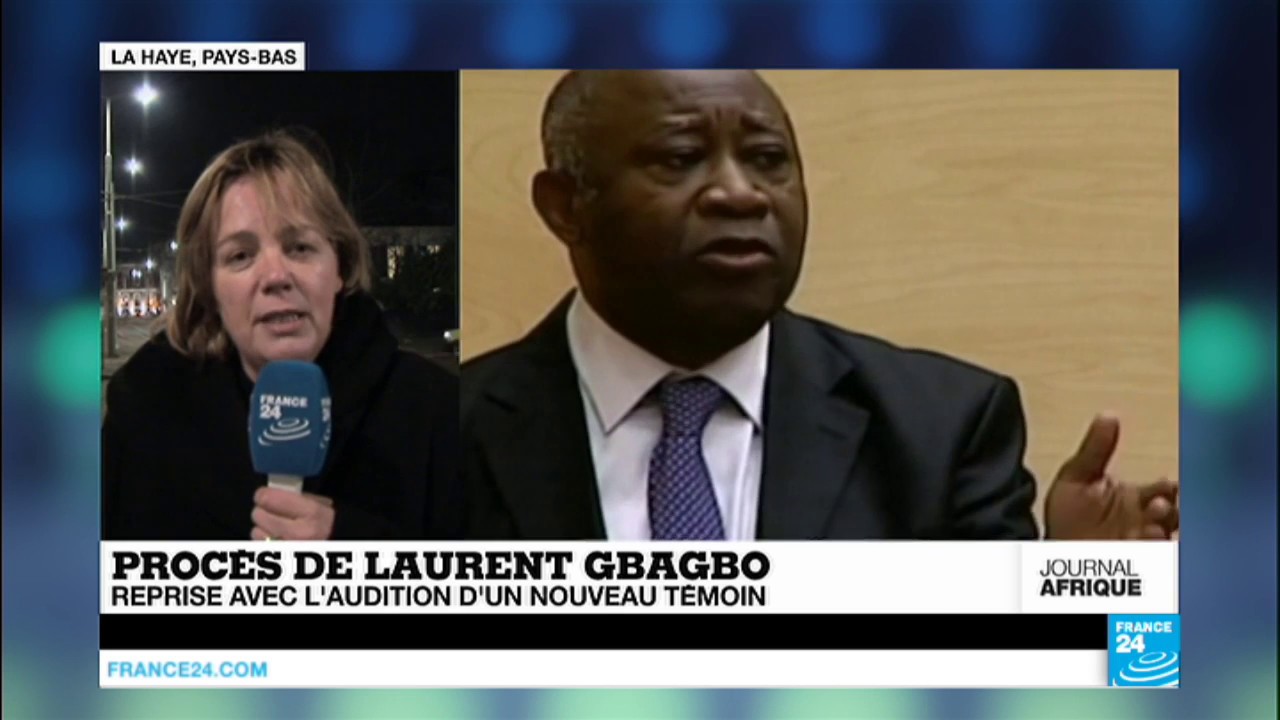 LA HAYE, PAYS-BAS
FRANCE
24
PROCÈS DE LAURENT GBAGBO
REPRISE AVEC L'AUDITION D'UN NOUVEAU TÉMOIN
JOURNAL
AFRIQUE
FRANCE
24
FRANCE24.COM